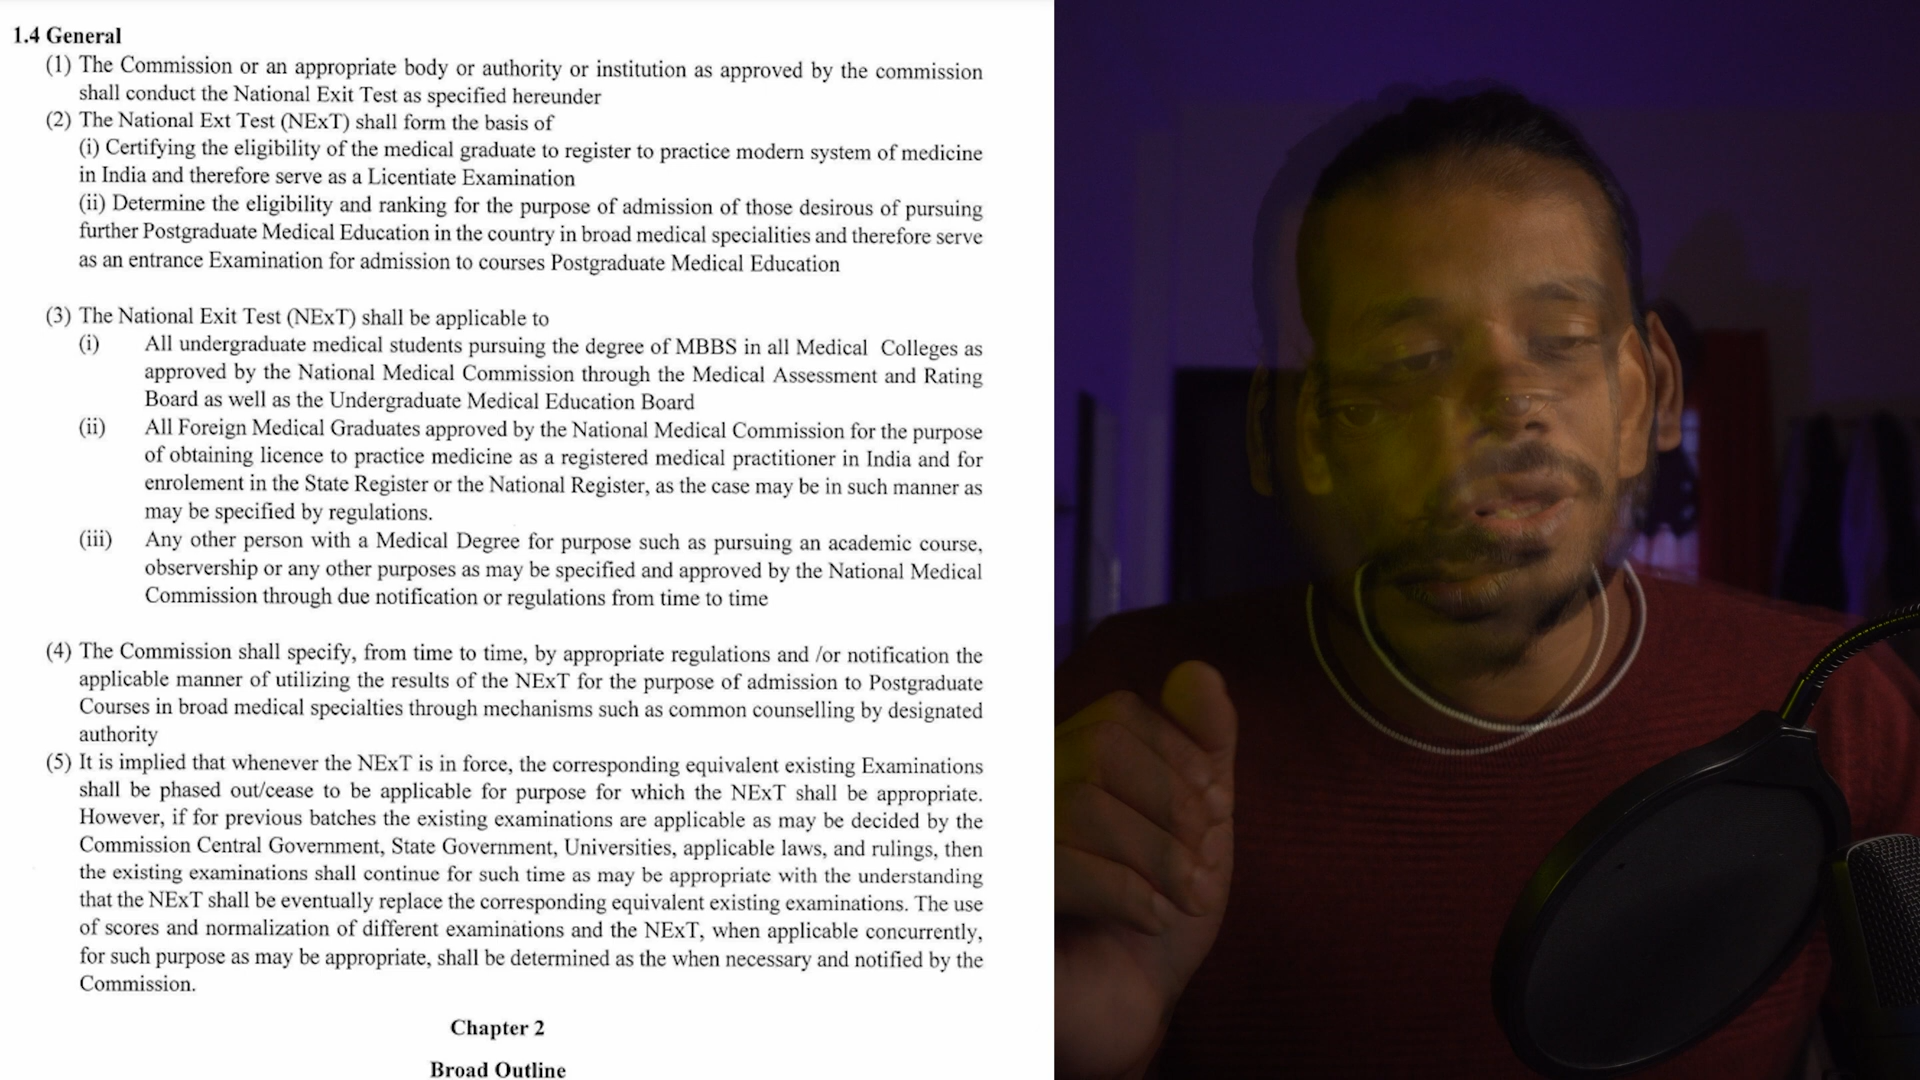 1.4 General
(1) The Commission or an appropriate body or authority or institution as approved by the commission
shall conduct the National Exit Test as specified hereunder
(2) The National Ext Test (NExT) shall form the basis of
(i) Certifying the eligibility of the medical graduate to register to practice modern system of medicine
in India and therefore serve as a Licentiate Examination
(ii) Determine the eligibility and ranking for the purpose of admission of those desirous of pursuing
further Postgraduate Medical Education in the country in broad medical specialities and therefore serve
as an entrance Examination for admission to courses Postgraduate Medical Education
(3) The National Exit Test (NExT) shall be applicable to
(i) All undergraduate medical students pursuing the degree of MBBS in all Medical Colleges as
approved by the National Medical Commission through the Medical Assessment and Rating
Board as well as the Undergraduate Medical Education Board
(ii) All Foreign Medical Graduates approved by the National Medical Commission for the purpose
of obtaining licence to practice medicine as a registered medical practitioner in India and for
enrolement in the State Register or the National Register, as the case may be in such manner as
may be specified by regulations.
(iii) Any other person with a Medical Degree for purpose such as pursuing an academic course,
observership or any other purposes as may be specified and approved by the National Medical
Commission through due notification or regulations from time to time
(4) The Commission shall specify, from time to time, by appropriate regulations and /or notification the
applicable manner of utilizing the results of the NExT for the purpose of admission to Postgraduate
Courses in broad medical specialties through mechanisms such as common counselling by designated
authority
(5) It is implied that whenever the NExT is in force, the corresponding equivalent existing Examinations
shall be phased out/cease to be applicable for purpose for which the NExT shall be appropriate.
However, if for previous batches the existing examinations are applicable as may be decided by the
Commission Central Government, State Government, Universities, applicable laws, and rulings, then
the existing examinations shall continue for such time as may be appropriate with the understanding
that the NExT shall be eventually replace the corresponding equivalent existing examinations. The use
of scores and normalization of different examinations and the NExT, when applicable concurrently,
for such purpose as may be appropriate, shall be determined as the when necessary and notified by the
Commission.
Chapter 2
Broad Outline